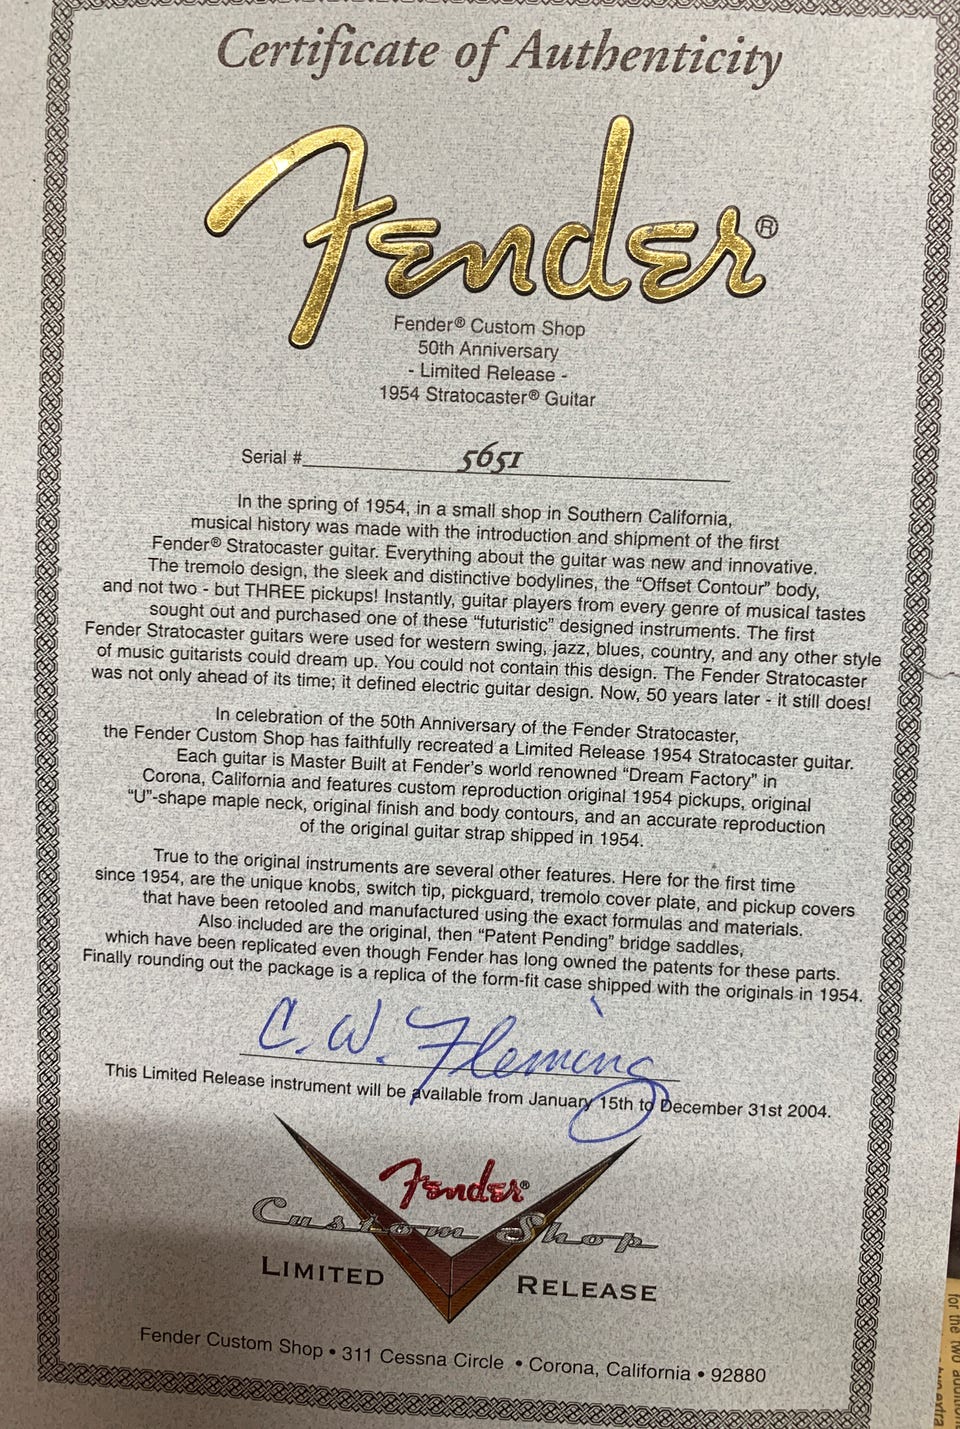 Certificate of Authenticity
Fender®
Fender® Custom Shop
50th Anniversary
- Limited Release -
1954 Stratocaster® Guitar
Serial # 5651
In the spring of 1954, in a small shop in Southern California,
musical history was made with the introduction and shipment of the first
Fender® Stratocaster guitar. Everything about the guitar was new and innovative.
The tremolo design, the sleek and distinctive bodylines, the “Offset Contour” body,
and not two - but THREE pickups! Instantly, guitar players from every genre of musical tastes
sought out and purchased one of these “futuristic” designed instruments. The first
Fender Stratocaster guitars were used for western swing, jazz, blues, country, and any other style
of music guitarists could dream up. You could not contain this design. The Fender Stratocaster
was not only ahead of its time; it defined electric guitar design. Now, 50 years later - it still does!
In celebration of the 50th Anniversary of the Fender Stratocaster,
the Fender Custom Shop has faithfully recreated a Limited Release 1954 Stratocaster guitar.
Each guitar is Master Built at Fender’s world renowned “Dream Factory” in
Corona, California and features custom reproduction original 1954 pickups, original
“U”-shape maple neck, original finish and body contours, and an accurate reproduction
of the original guitar strap shipped in 1954.
True to the original instruments are several other features. Here for the first time
since 1954, are the unique knobs, switch tip, pickguard, tremolo cover plate, and pickup covers
that have been retooled and manufactured using the exact formulas and materials.
Also included are the original, then “Patent Pending” bridge saddles,
which have been replicated even though Fender has long owned the patents for these parts.
Finally rounding out the package is a replica of the form-fit case shipped with the originals in 1954.
C. W. Fleming
This Limited Release instrument will be available from January 15th to December 31st 2004.
Fender®
Custom Shop
LIMITED RELEASE
Fender Custom Shop • 311 Cessna Circle • Corona, California • 92880
for the two
extra